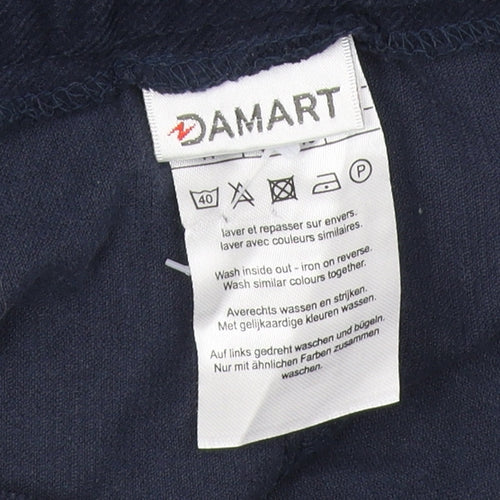 DAMART
40
P
laver et repasser sur envers.
laver avec couleurs similaires.
Wash inside out - iron on reverse.
Wash similar colours together.
Averechts wassen en strijken.
Met gelijkaardige kleuren wassen.
Auf links gedreht waschen und bügeln.
Nur mit ähnlichen Farben zusammen
waschen.